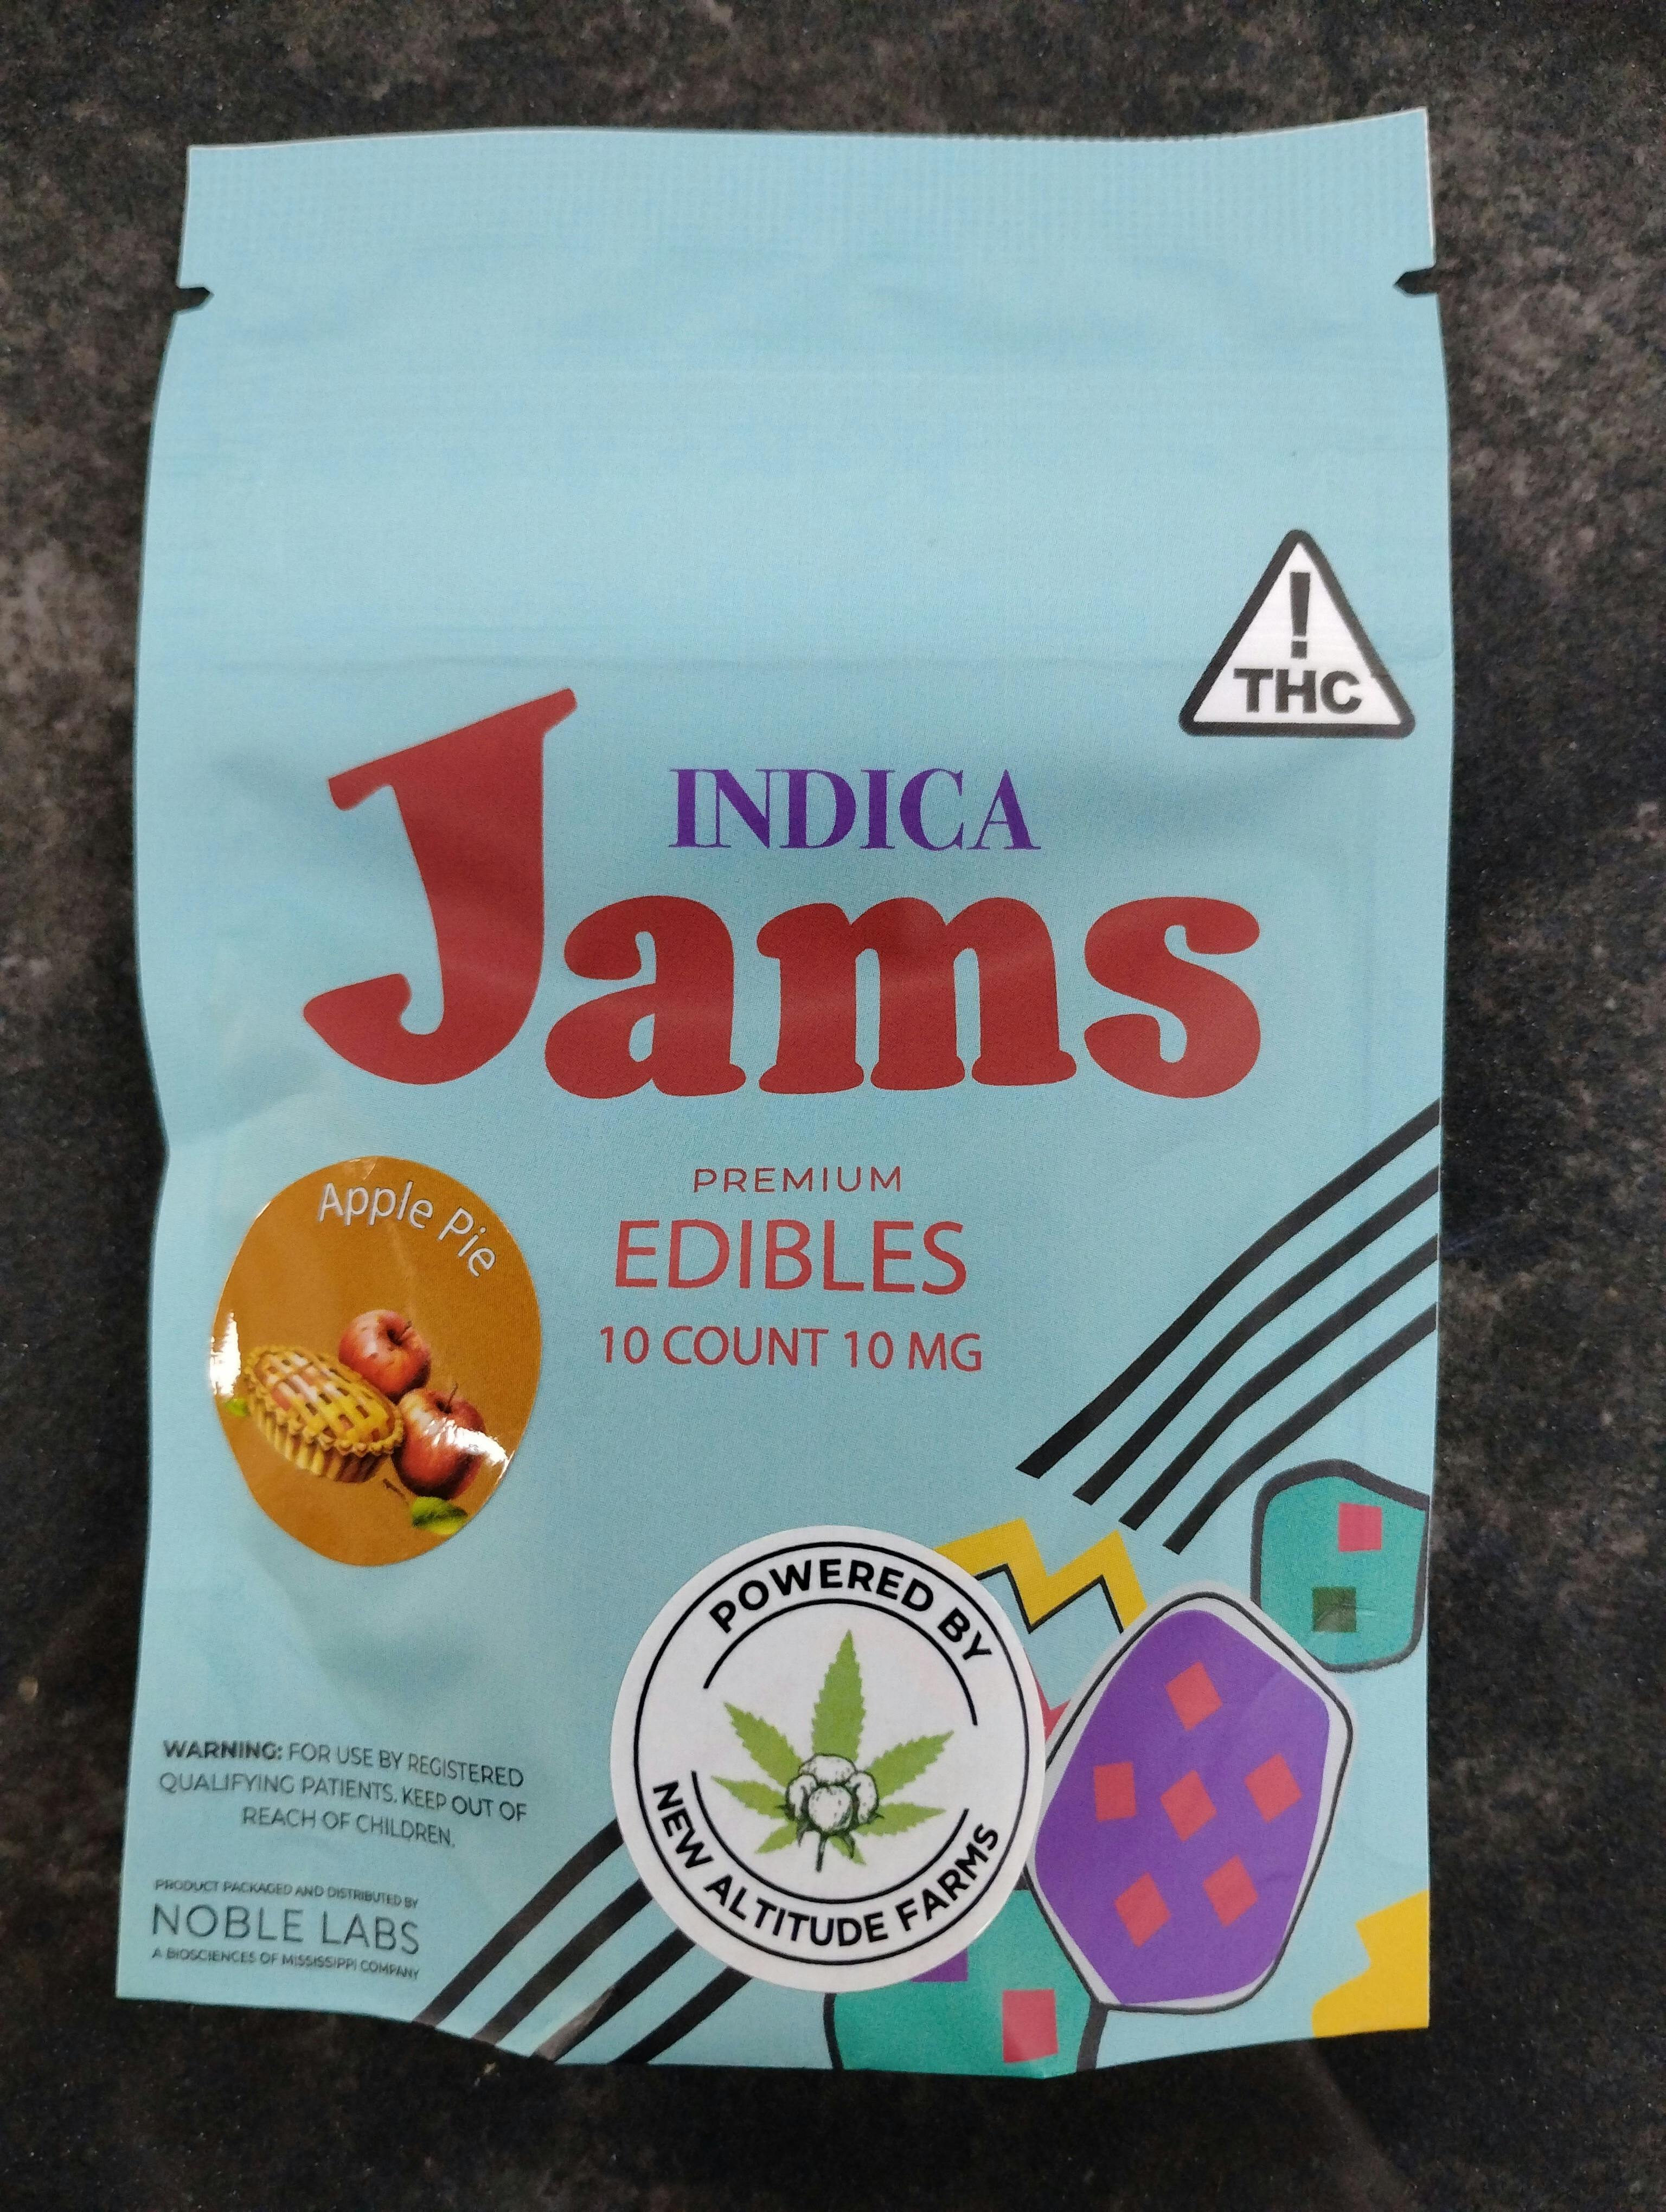 !
THC
INDICA
Jams
PREMIUM
EDIBLES
10 COUNT 10 MG
Apple Pie
POWERED BY
NEW ALTITUDE FARMS
WARNING: FOR USE BY REGISTERED
QUALIFYING PATIENTS. KEEP OUT OF
REACH OF CHILDREN.
PRODUCT PACKAGED AND DISTRIBUTED BY
NOBLE LABS
A BIOSCIENCES OF MISSISSIPPI COMPANY